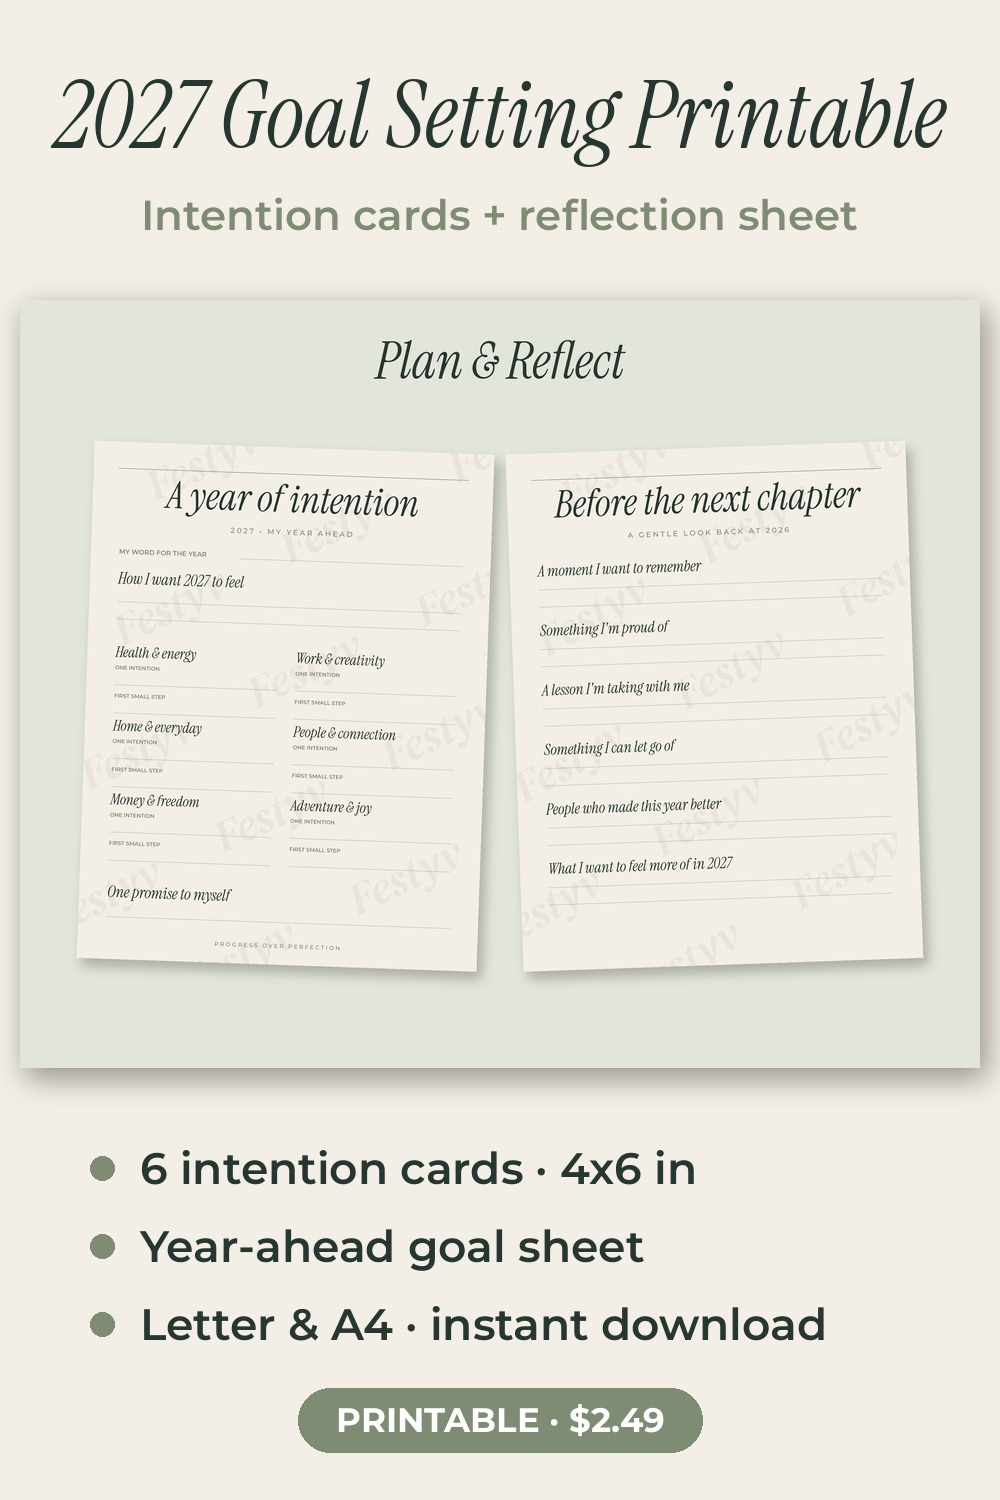 2027 Goal Setting Printable
Intention cards + reflection sheet
Plan & Reflect
A year of intention
2027 • MY YEAR AHEAD
MY WORD FOR THE YEAR
How I want 2027 to feel
Health & energy
ONE INTENTION
FIRST SMALL STEP
Work & creativity
ONE INTENTION
FIRST SMALL STEP
Home & everyday
ONE INTENTION
FIRST SMALL STEP
People & connection
ONE INTENTION
FIRST SMALL STEP
Money & freedom
ONE INTENTION
FIRST SMALL STEP
Adventure & joy
ONE INTENTION
FIRST SMALL STEP
One promise to myself
PROGRESS OVER PERFECTION
Before the next chapter
A GENTLE LOOK BACK AT 2026
A moment I want to remember
Something I'm proud of
A lesson I'm taking with me
Something I can let go of
People who made this year better
What I want to feel more of in 2027
Festyv
6 intention cards · 4x6 in
Year-ahead goal sheet
Letter & A4 · instant download
PRINTABLE · $2.49